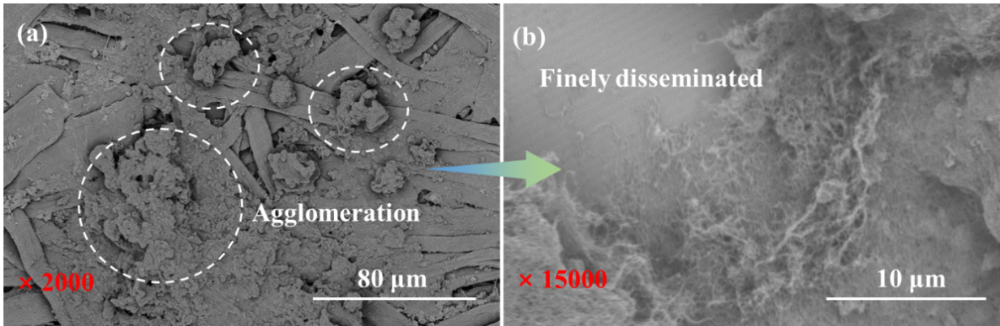 (a)
Agglomeration
× 2000
80 μm
(b)
Finely disseminated
× 15000
10 μm